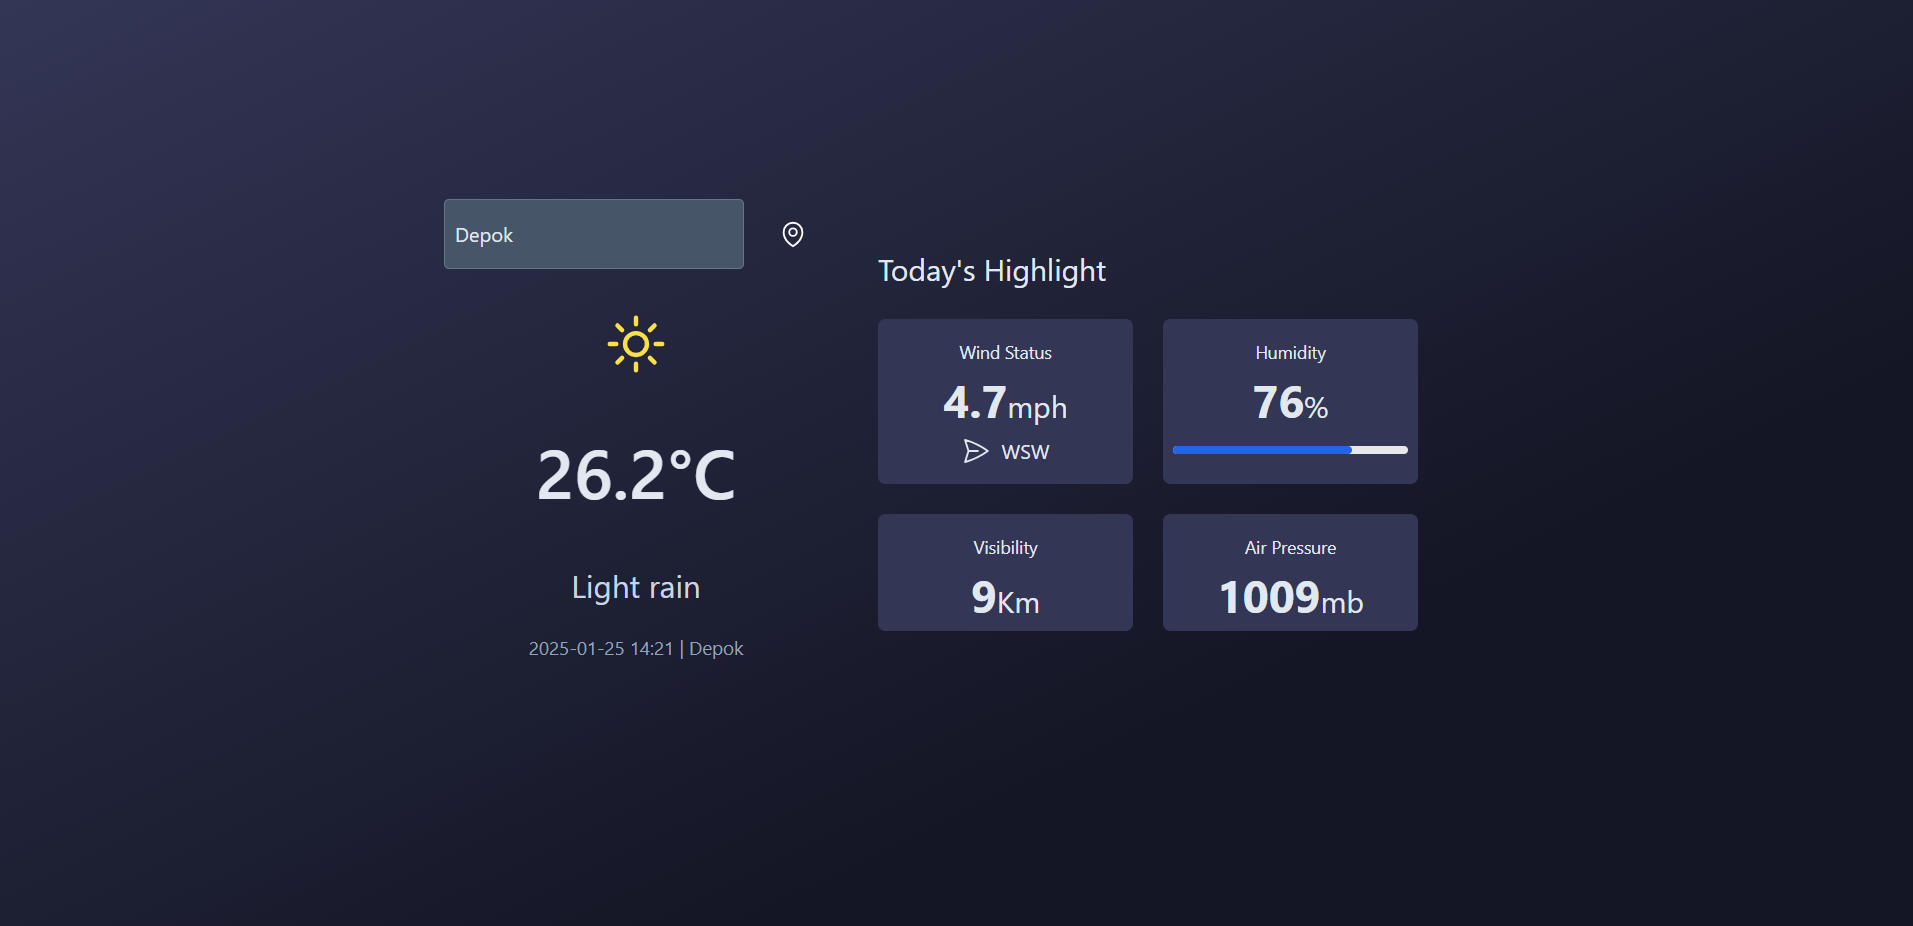 Depok
26.2°C
Light rain
2025-01-25 14:21 | Depok
Today's Highlight
Wind Status
4.7mph
WSW
Humidity
76%
Visibility
9Km
Air Pressure
1009mb